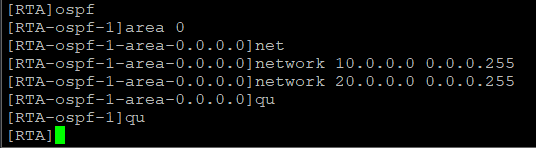 [RTA]ospf
[RTA-ospf-1]area 0
[RTA-ospf-1-area-0.0.0.0]net
[RTA-ospf-1-area-0.0.0.0]network 10.0.0.0 0.0.0.255
[RTA-ospf-1-area-0.0.0.0]network 20.0.0.0 0.0.0.255
[RTA-ospf-1-area-0.0.0.0]qu
[RTA-ospf-1]qu
[RTA]